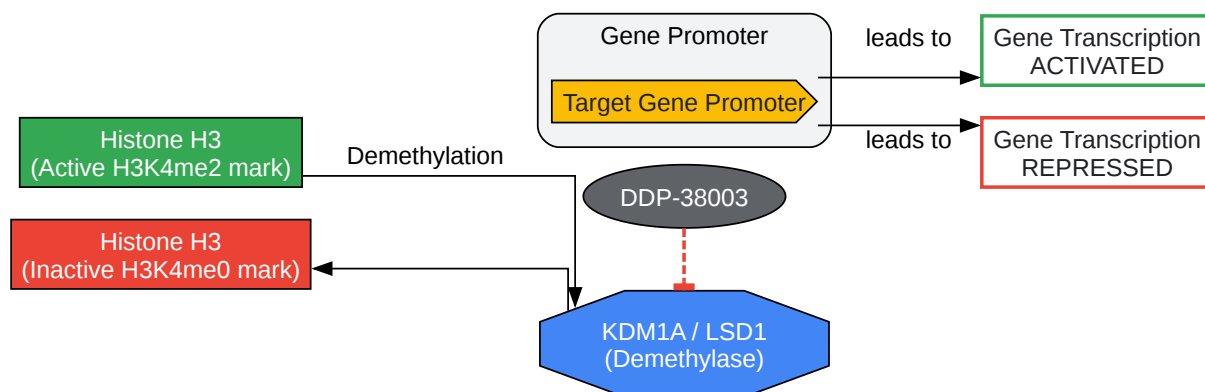 Gene Promoter
Target Gene Promoter
leads to
Gene Transcription
ACTIVATED
leads to
Gene Transcription
REPRESSED
Histone H3
(Active H3K4me2 mark)
Demethylation
DDP-38003
Histone H3
(Inactive H3K4me0 mark)
KDM1A / LSD1
(Demethylase)